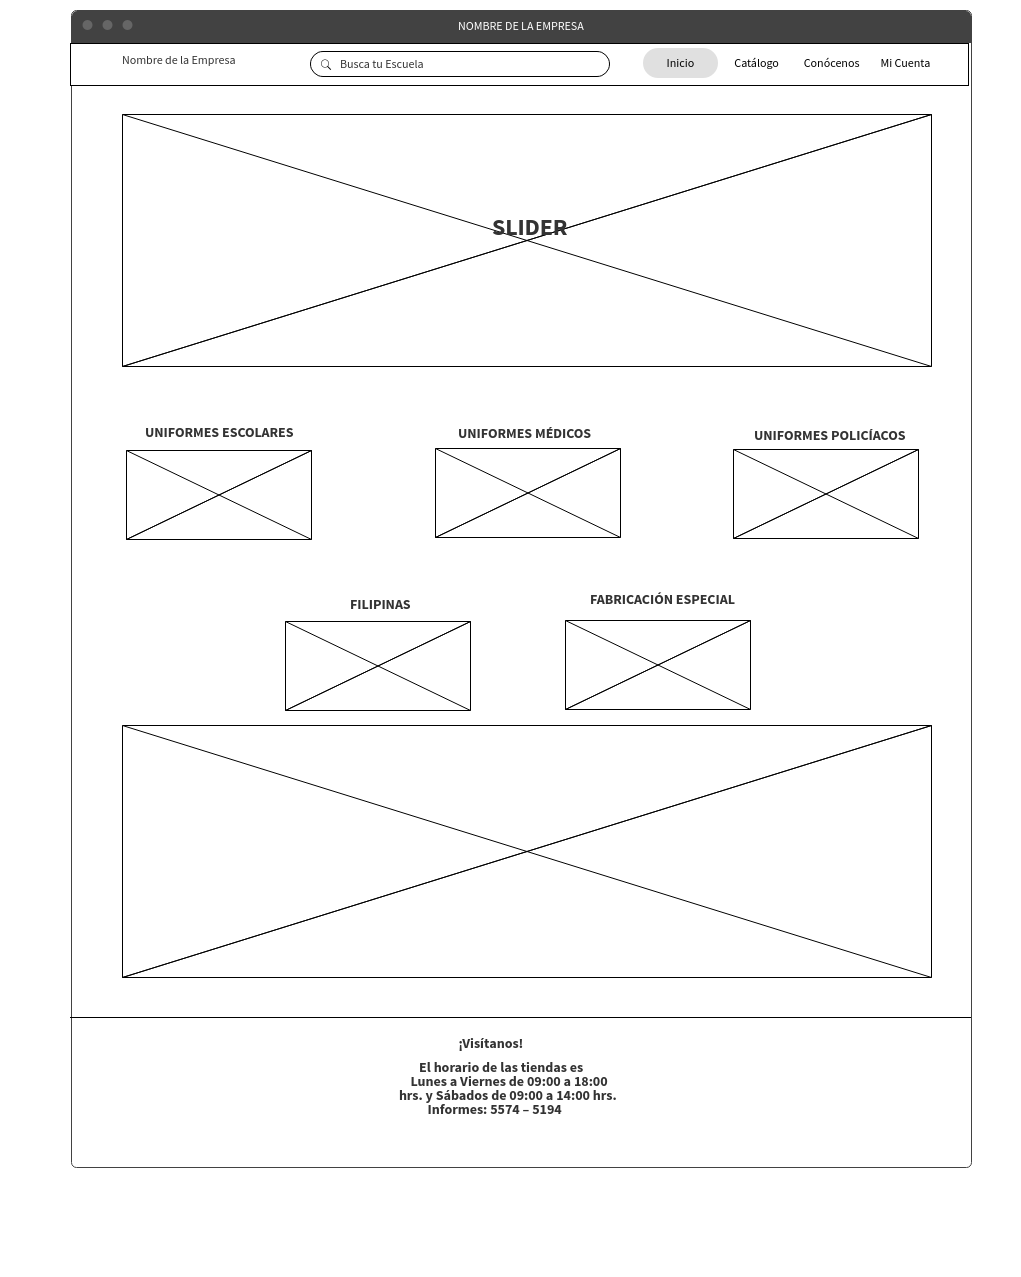 NOMBRE DE LA EMPRESA
Nombre de la Empresa
Busca tu Escuela
Inicio
Catálogo
Conócenos
Mi Cuenta
SLIDER
UNIFORMES ESCOLARES
UNIFORMES MÉDICOS
UNIFORMES POLICÍACOS
FILIPINAS
FABRICACIÓN ESPECIAL
¡Visítanos!
El horario de las tiendas es
Lunes a Viernes de 09:00 a 18:00
hrs. y Sábados de 09:00 a 14:00 hrs.
Informes: 5574 – 5194